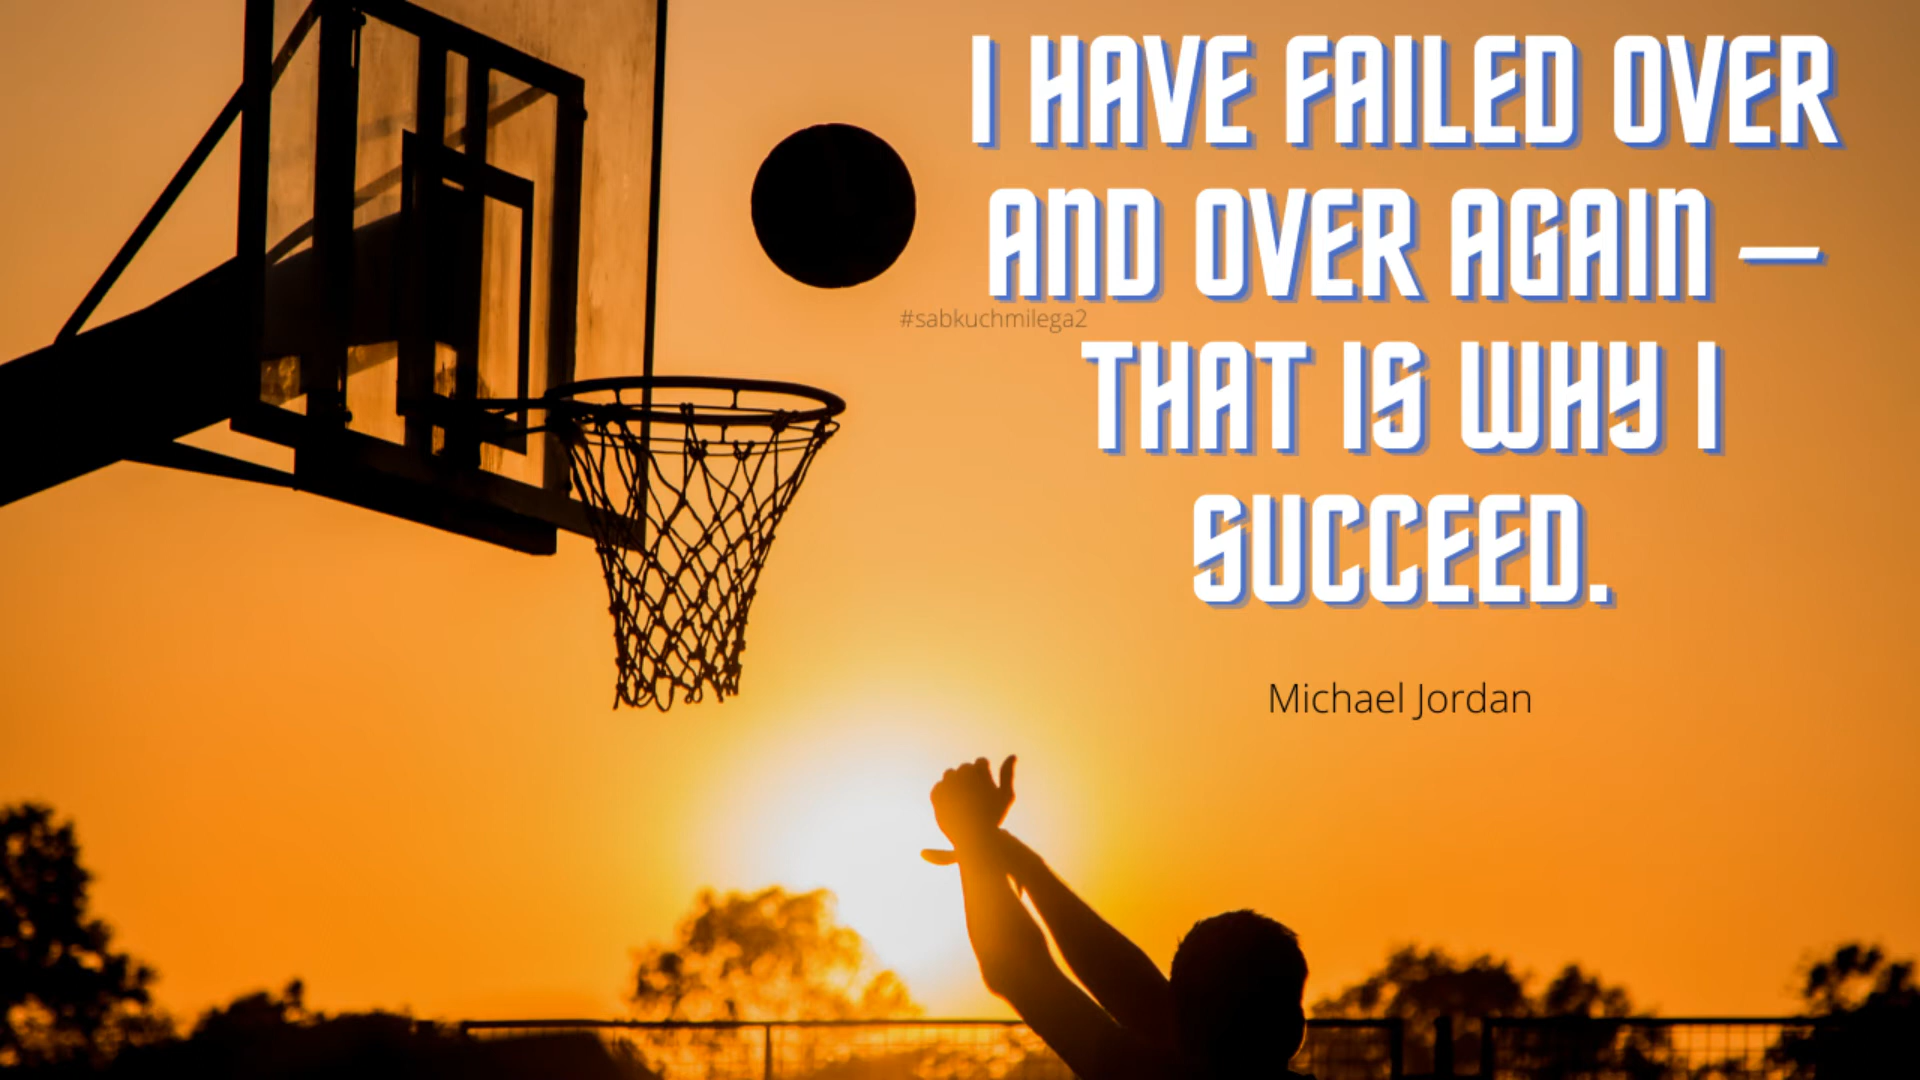 I HAVE FAILED OVER
AND OVER AGAIN –
#sabkuchmilega2
THAT IS WHY I
SUCCEED.
Michael Jordan